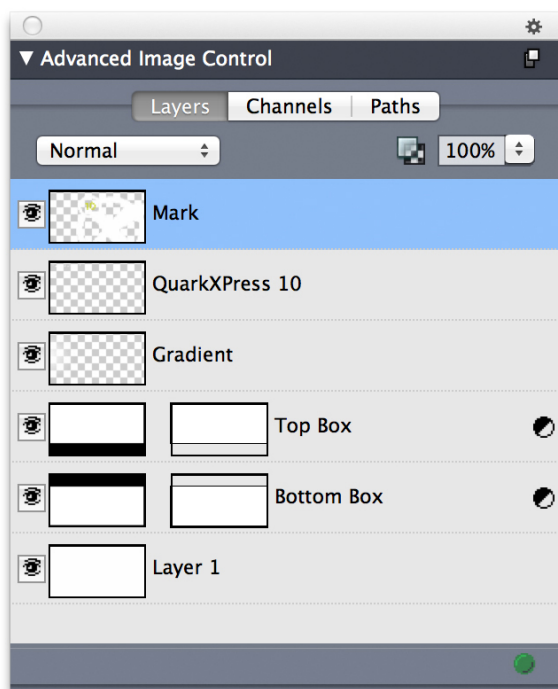 Advanced Image Control
Layers Channels Paths
Normal 100%
Mark
QuarkXPress 10
Gradient
Top Box
Bottom Box
Layer 1